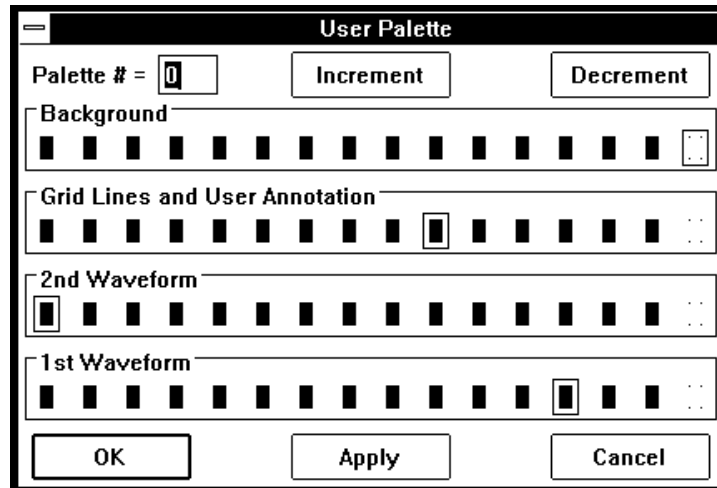 User Palette
Palette # = 0 Increment Decrement
Background
Grid Lines and User Annotation
2nd Waveform
1st Waveform
OK Apply Cancel